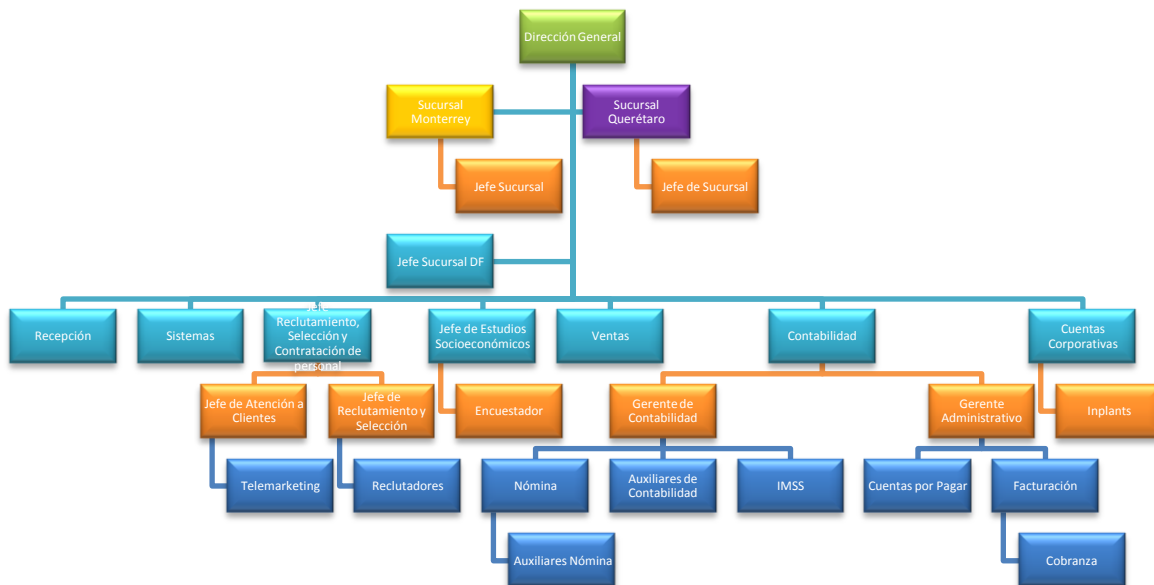 Dirección General
Sucursal
Monterrey
Sucursal
Querétaro
Jefe Sucursal
Jefe de Sucursal
Jefe Sucursal DF
Recepción
Sistemas
Jefe
Reclutamiento,
Selección y
Contratación de
personal
Jefe de Estudios
Socioeconómicos
Ventas
Contabilidad
Cuentas
Corporativas
Jefe de Atención a
Clientes
Jefe de
Reclutamiento y
Selección
Encuestador
Gerente de
Contabilidad
Gerente
Administrativo
Inplants
Telemarketing
Reclutadores
Nómina
Auxiliares de
Contabilidad
IMSS
Cuentas por Pagar
Facturación
Auxiliares Nómina
Cobranza